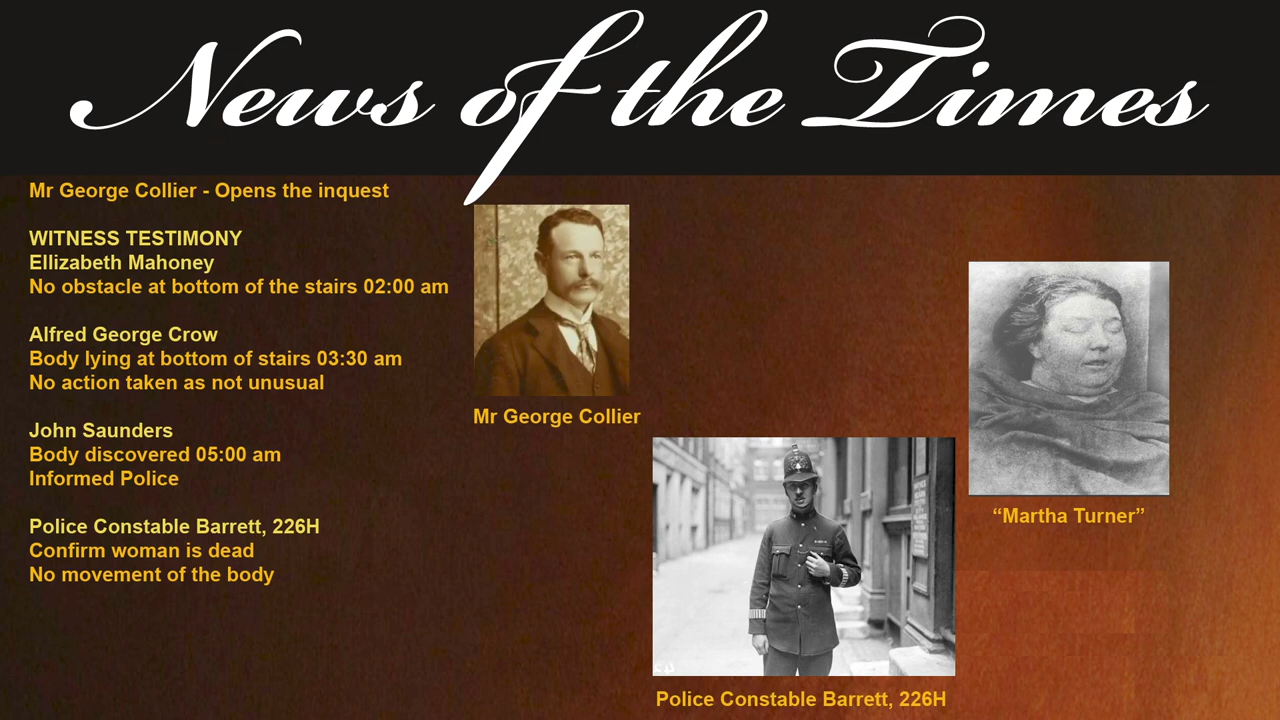 News of the Times
Mr George Collier - Opens the inquest
WITNESS TESTIMONY
Ellizabeth Mahoney
No obstacle at bottom of the stairs 02:00 am
Alfred George Crow
Body lying at bottom of stairs 03:30 am
No action taken as not unusual
John Saunders
Body discovered 05:00 am
Informed Police
Police Constable Barrett, 226H
Confirm woman is dead
No movement of the body
Mr George Collier
“Martha Turner”
Police Constable Barrett, 226H